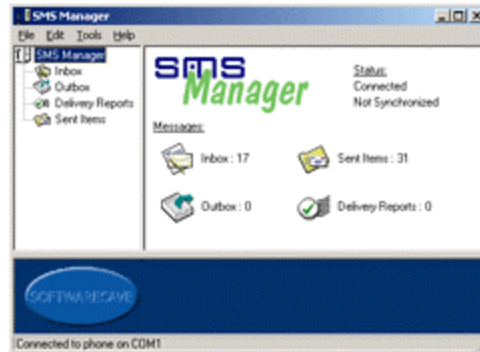 SMS Manager
File Edit Tools Help
SMS Manager
Inbox
Outbox
Delivery Reports
Sent Items
SMS
Manager
Status:
Connected
Not Synchronized
Messages:
Inbox : 17
Sent Items : 31
Outbox : 0
Delivery Reports : 0
SOFTWARECAVE
Connected to phone on COM1